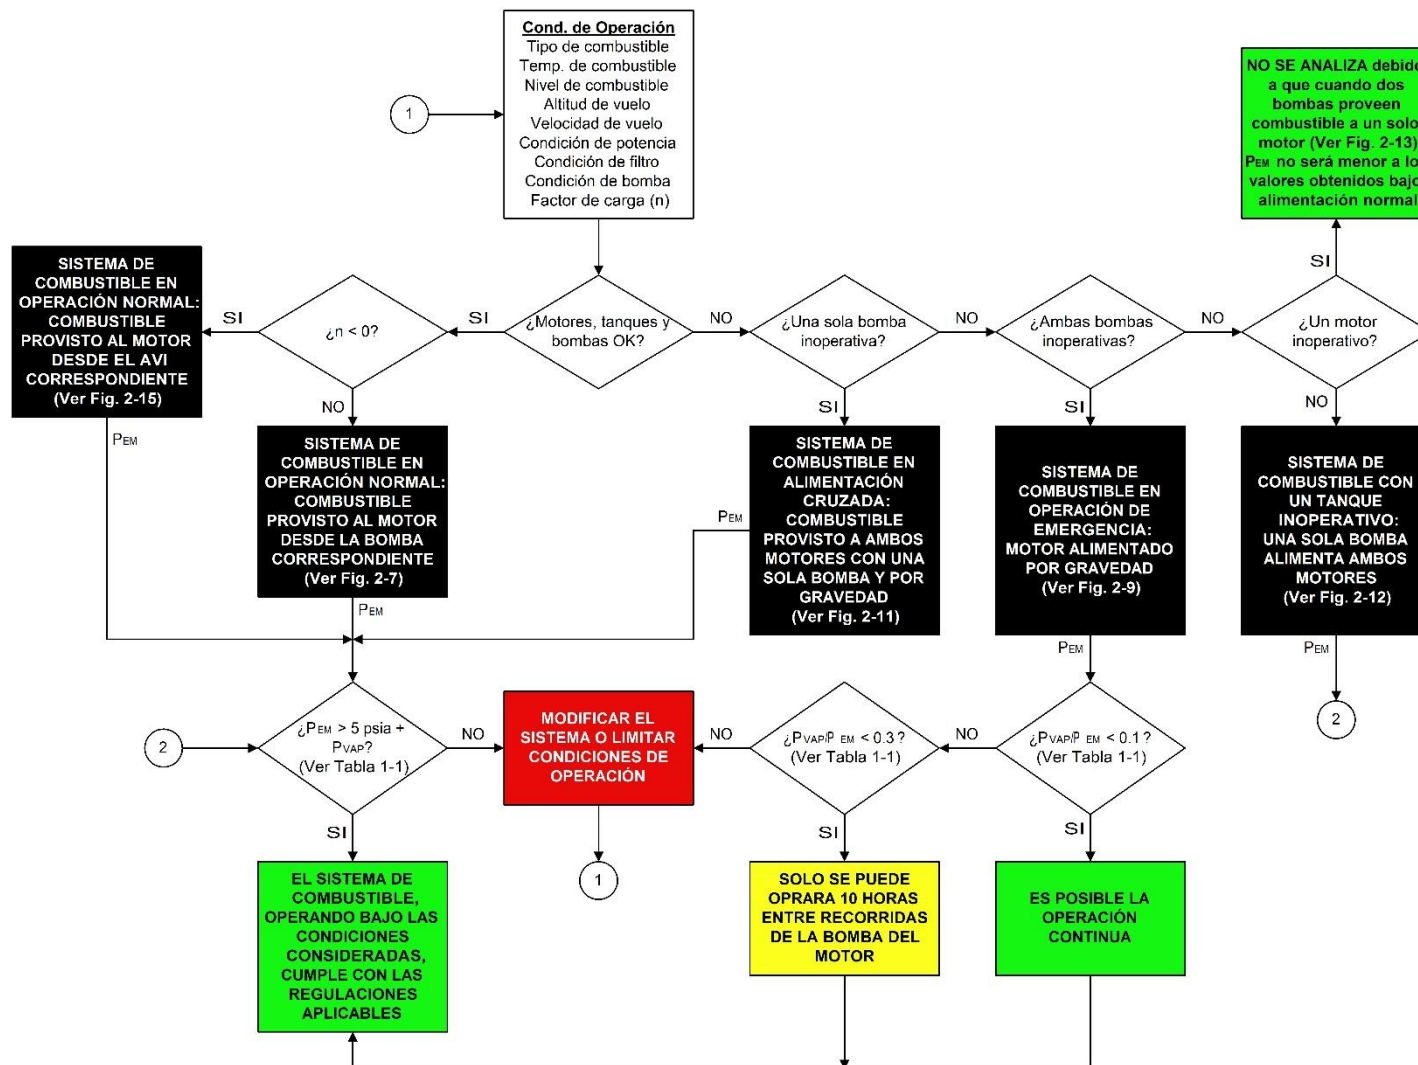 Cond. de Operación
Tipo de combustible
Temp. de combustible
Nivel de combustible
Altitud de vuelo
Velocidad de vuelo
Condición de potencia
Condición de filtro
Condición de bomba
Factor de carga (n)
1
NO SE ANALIZA debido
a que cuando dos
bombas proveen
combustible a un solo
motor (Ver Fig. 2-13)
PEM no será menor a lo
valores obtenidos bajo
alimentación normal
SI
SISTEMA DE
COMBUSTIBLE EN
OPERACIÓN NORMAL:
COMBUSTIBLE
PROVISTO AL MOTOR
DESDE EL AVI
CORRESPONDIENTE
(Ver Fig. 2-15)
SI
¿n < 0?
SI
¿Motores, tanques y
bombas OK?
NO
¿Una sola bomba
inoperativa?
NO
¿Ambas bombas
inoperativas?
NO
¿Un motor
inoperativo?
NO
SI
SI
NO
PEM
SISTEMA DE
COMBUSTIBLE EN
OPERACIÓN NORMAL:
COMBUSTIBLE
PROVISTO AL MOTOR
DESDE LA BOMBA
CORRESPONDIENTE
(Ver Fig. 2-7)
PEM
SISTEMA DE
COMBUSTIBLE EN
ALIMENTACIÓN
CRUZADA:
COMBUSTIBLE
PROVISTO A AMBOS
MOTORES CON UNA
SOLA BOMBA Y POR
GRAVEDAD
(Ver Fig. 2-11)
SISTEMA DE
COMBUSTIBLE EN
OPERACIÓN DE
EMERGENCIA:
MOTOR ALIMENTADO
POR GRAVEDAD
(Ver Fig. 2-9)
SISTEMA DE
COMBUSTIBLE CON
UN TANQUE
INOPERATIVO:
UNA SOLA BOMBA
ALIMENTA AMBOS
MOTORES
(Ver Fig. 2-12)
PEM
PEM
PEM
2
¿PEM > 5 psia +
PVAP?
(Ver Tabla 1-1)
NO
MODIFICAR EL
SISTEMA O LIMITAR
CONDICIONES DE
OPERACIÓN
NO
¿PVAP/P EM < 0.3?
(Ver Tabla 1-1)
NO
¿PVAP/P EM < 0.1?
(Ver Tabla 1-1)
2
SI
1
SI
SI
EL SISTEMA DE
COMBUSTIBLE,
OPERANDO BAJO LAS
CONDICIONES
CONSIDERADAS,
CUMPLE CON LAS
REGULACIONES
APLICABLES
SOLO SE PUEDE
OPRARA 10 HORAS
ENTRE RECORRIDAS
DE LA BOMBA DEL
MOTOR
ES POSIBLE LA
OPERACIÓN
CONTINUA